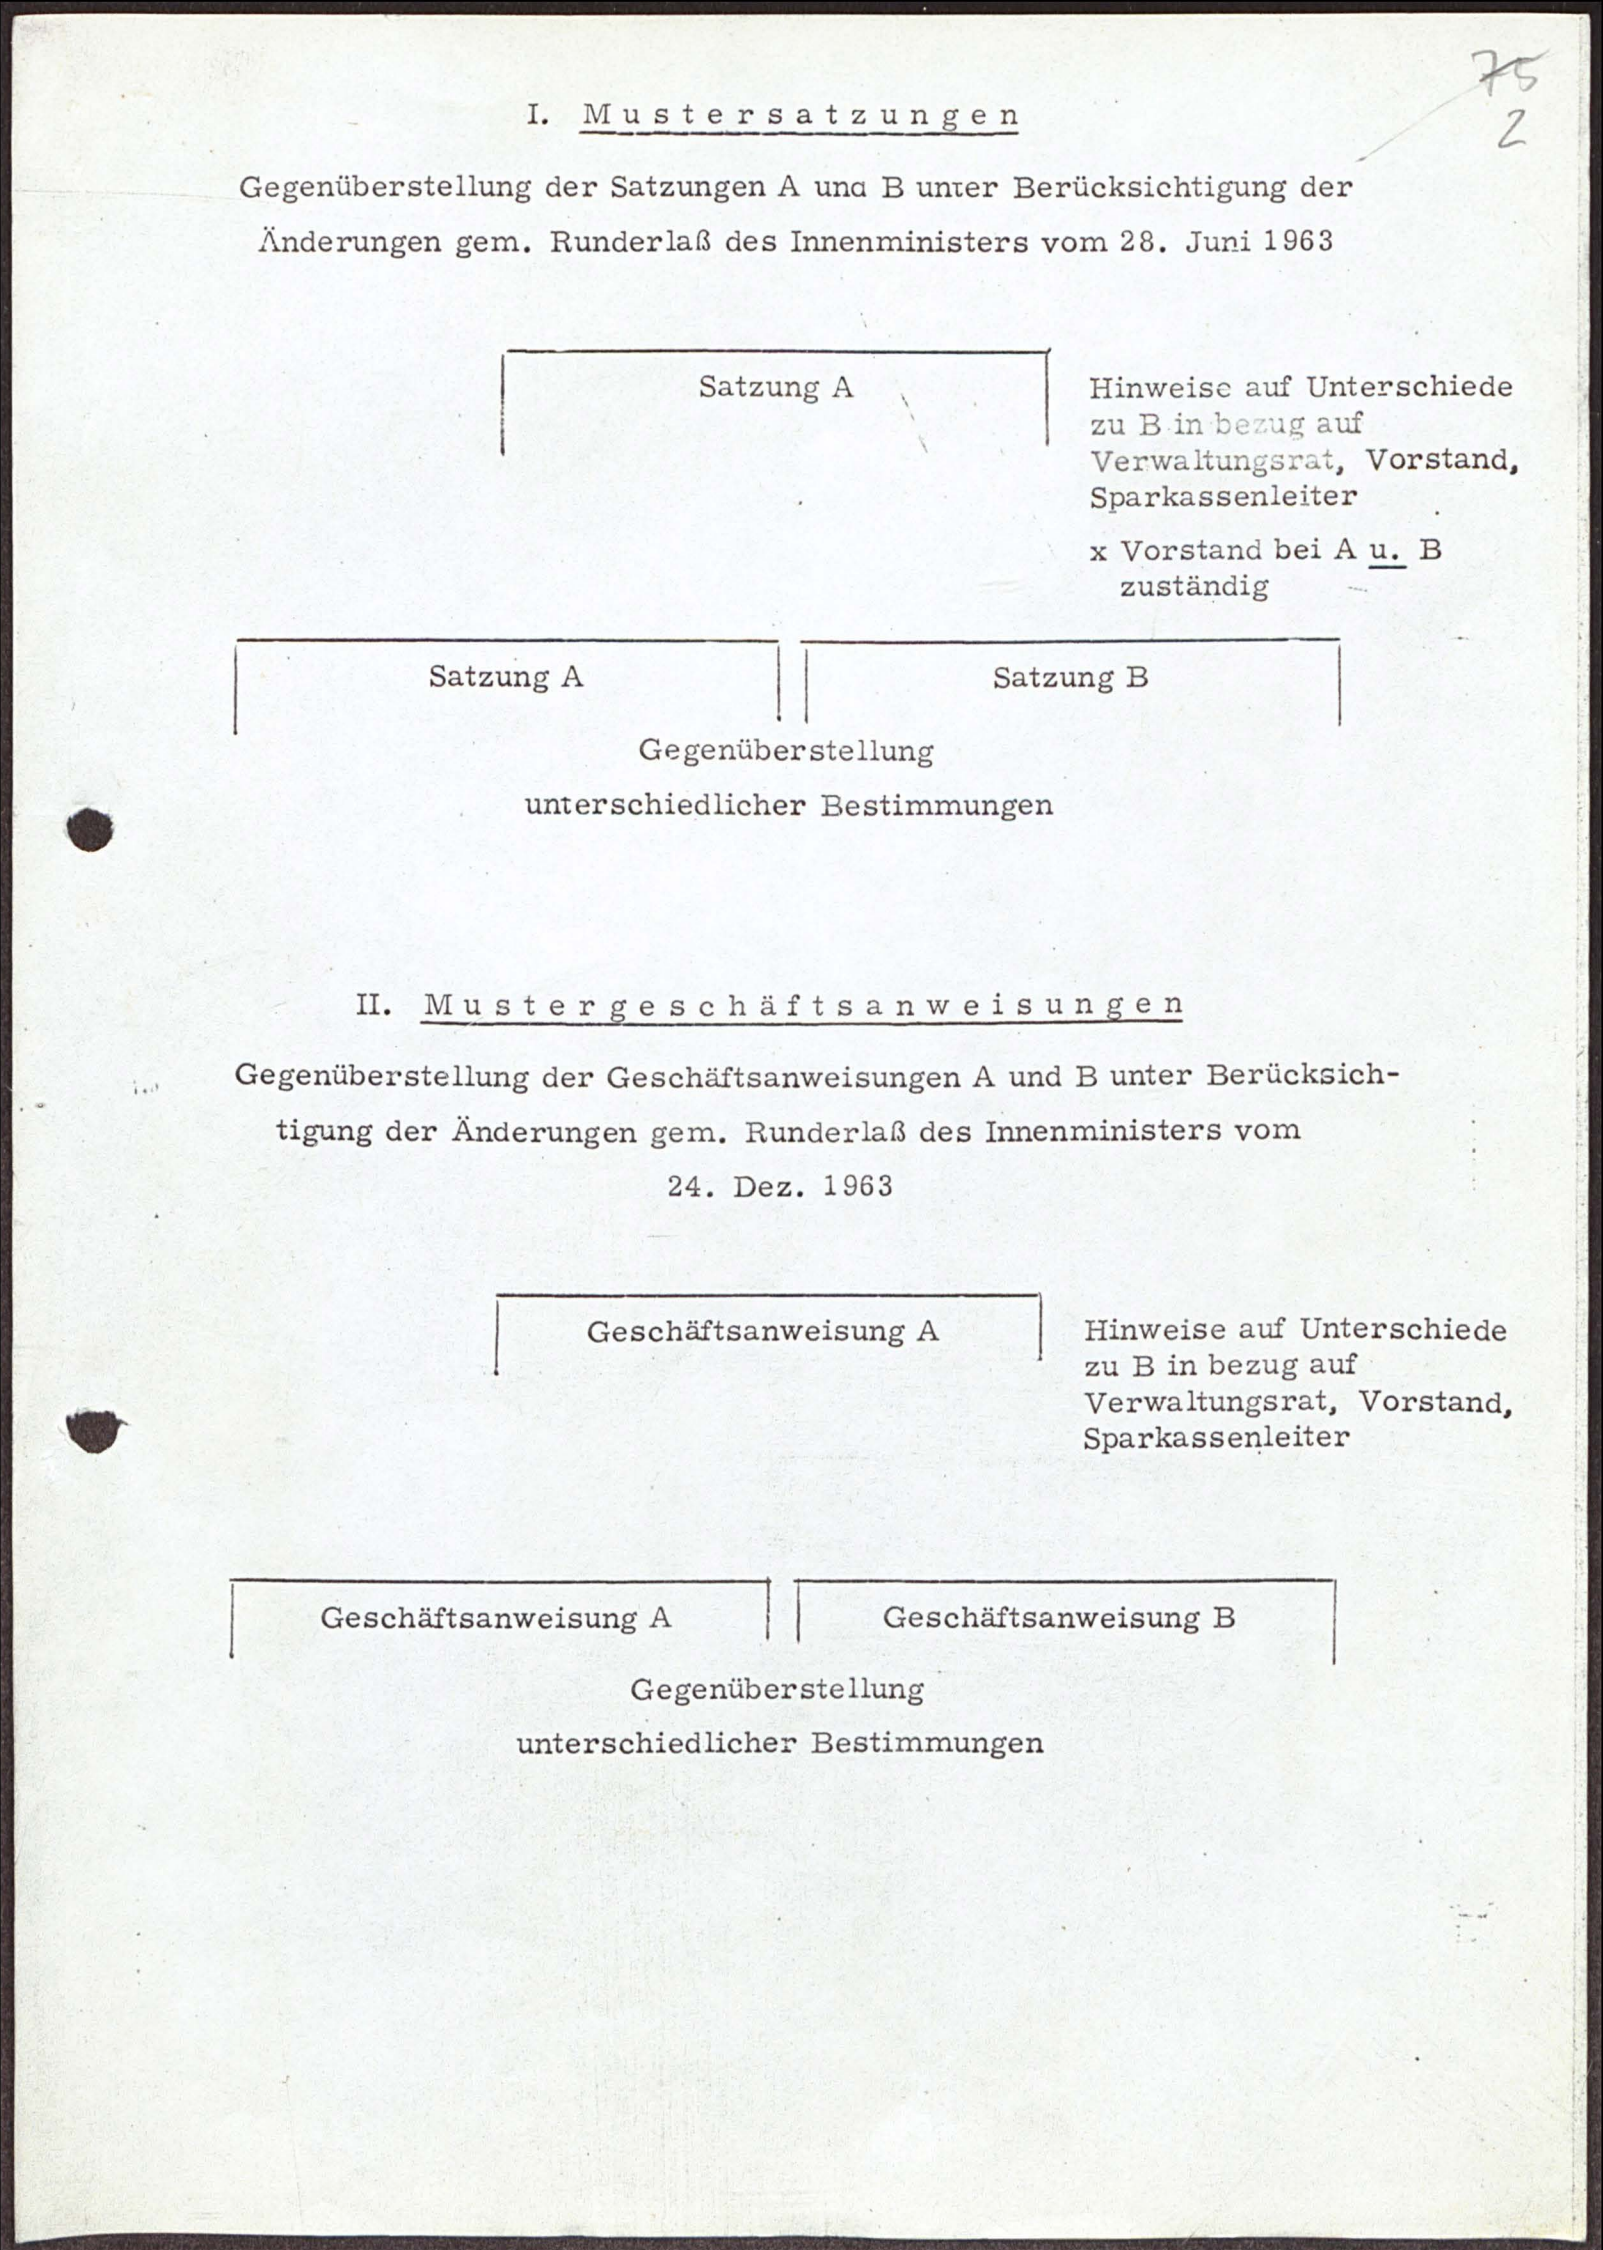 75
2
I. Mustersatzungen
Gegenüberstellung der Satzungen A und B unter Berücksichtigung der
Änderungen gem. Runderlaß des Innenministers vom 28. Juni 1963
Satzung A
Hinweise auf Unterschiede
zu B in bezug auf
Verwaltungsrat, Vorstand,
Sparkassenleiter
x Vorstand bei A u. B
zuständig
Satzung A
Satzung B
Gegenüberstellung
unterschiedlicher Bestimmungen
II. Mustergeschäftsanweisungen
Gegenüberstellung der Geschäftsanweisungen A und B unter Berücksich-
tigung der Änderungen gem. Runderlaß des Innenministers vom
24. Dez. 1963
Geschäftsanweisung A
Hinweise auf Unterschiede
zu B in bezug auf
Verwaltungsrat, Vorstand,
Sparkassenleiter
Geschäftsanweisung A
Geschäftsanweisung B
Gegenüberstellung
unterschiedlicher Bestimmungen